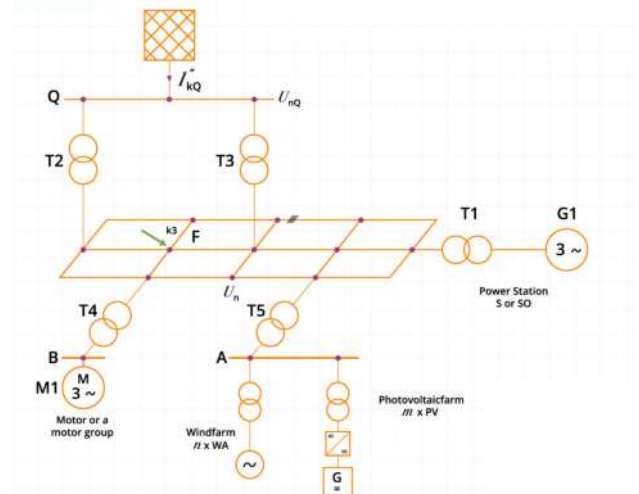 I"kQ
Q
UnQ
T2
T3
T1
G1
k3
F
3 ~
Power Station
S or SO
Un
T4
T5
B
A
M1
M
3 ~
Motor or a
motor group
Windfarm
n x WA
~
Photovoltaicfarm
m x PV
G
=